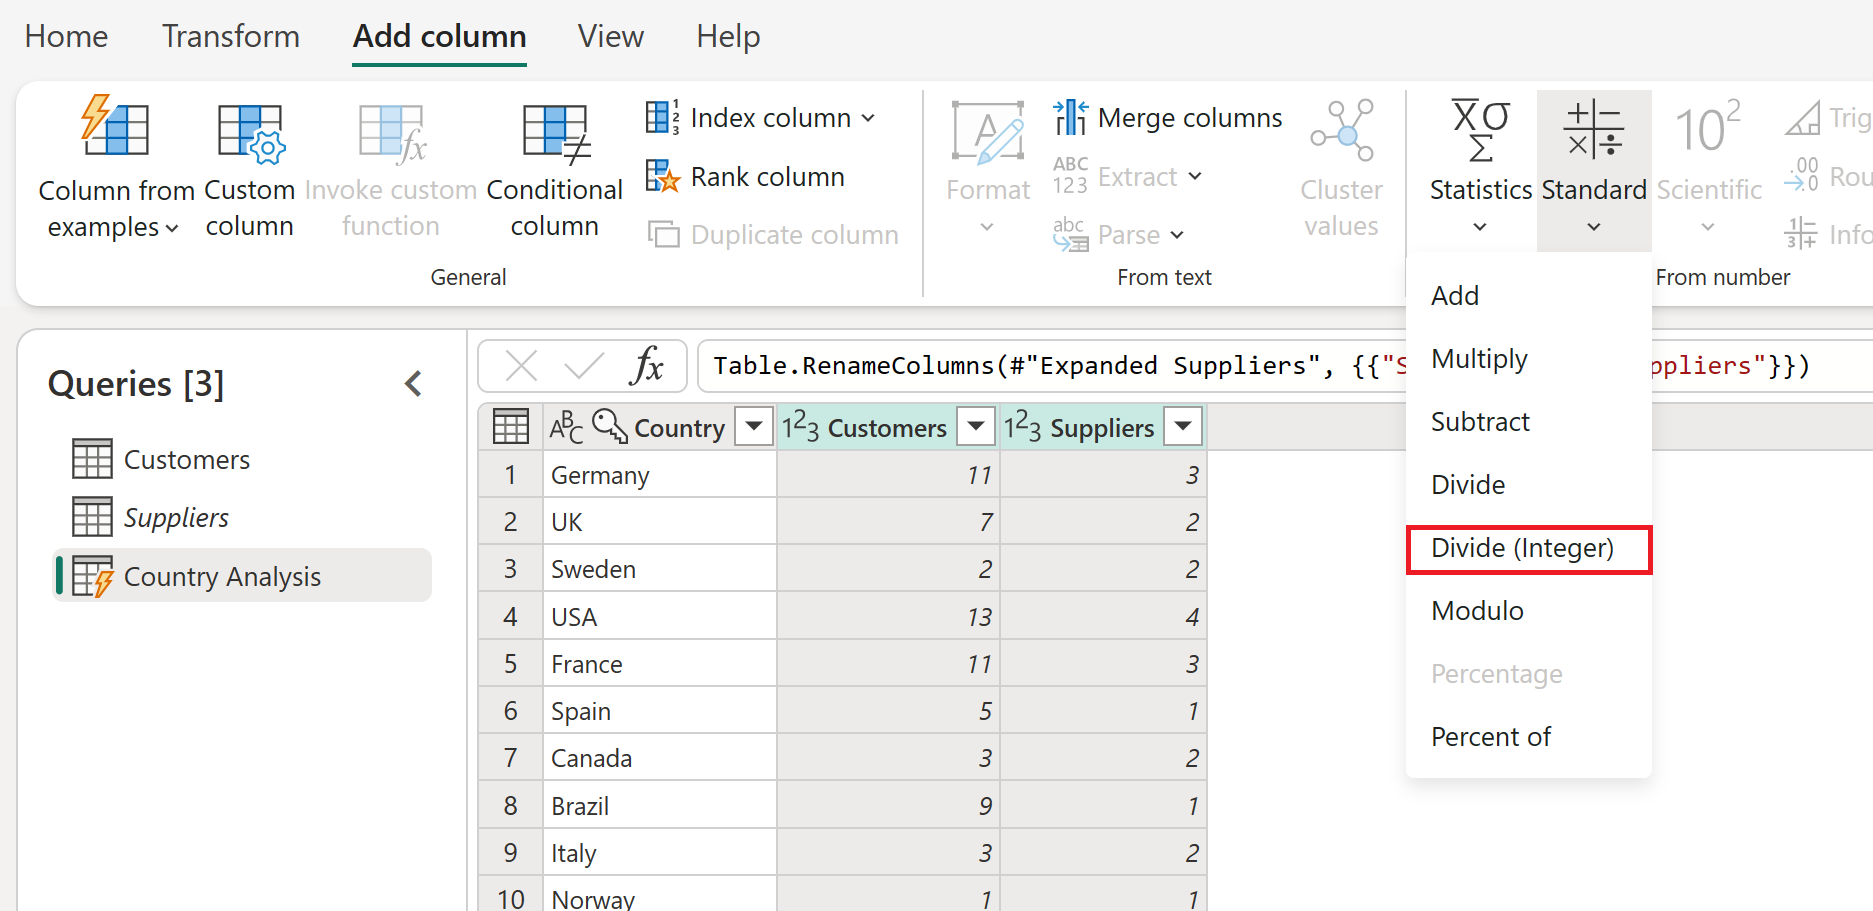 Home Transform Add column View Help
Column from examples
Custom column
Invoke custom function
Conditional column
Index column
Rank column
Duplicate column
General
Format
Merge columns
Extract
Parse
Cluster values
From text
Statistics
Standard
Scientific
Trig
Rou
Info
From number
Add
Multiply
Subtract
Divide
Divide (Integer)
Modulo
Percentage
Percent of
Queries [3]
Customers
Suppliers
Country Analysis
fx Table.RenameColumns(#"Expanded Suppliers", {{"S ppliers"}})
Country Customers Suppliers
1 Germany 11 3
2 UK 7 2
3 Sweden 2 2
4 USA 13 4
5 France 11 3
6 Spain 5 1
7 Canada 3 2
8 Brazil 9 1
9 Italy 3 2
10 Norway 1 1